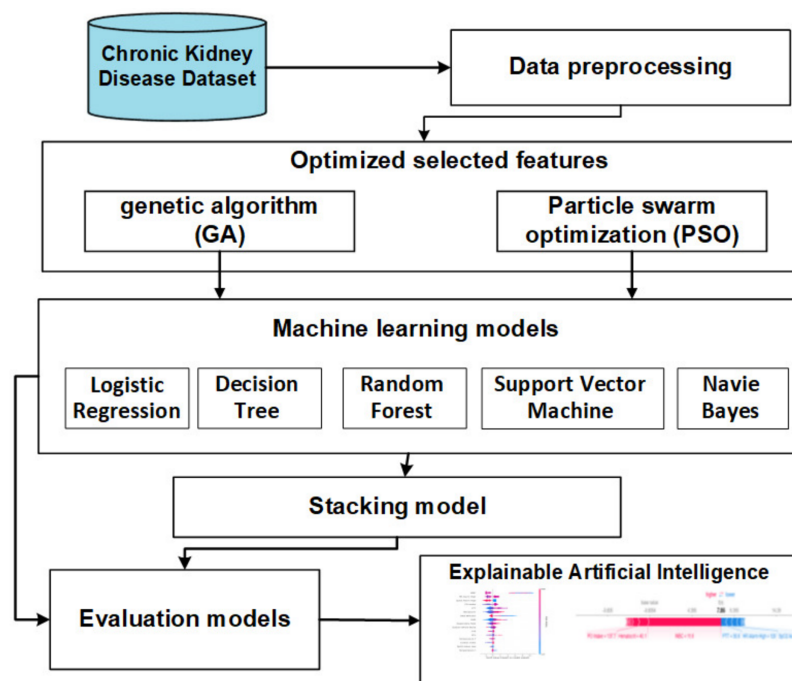 Chronic Kidney
Disease Dataset
Data preprocessing
Optimized selected features
genetic algorithm
(GA)
Particle swarm
optimization (PSO)
Machine learning models
Logistic
Regression
Decision
Tree
Random
Forest
Support Vector
Machine
Navie
Bayes
Stacking model
Evaluation models
Explainable Artificial Intelligence